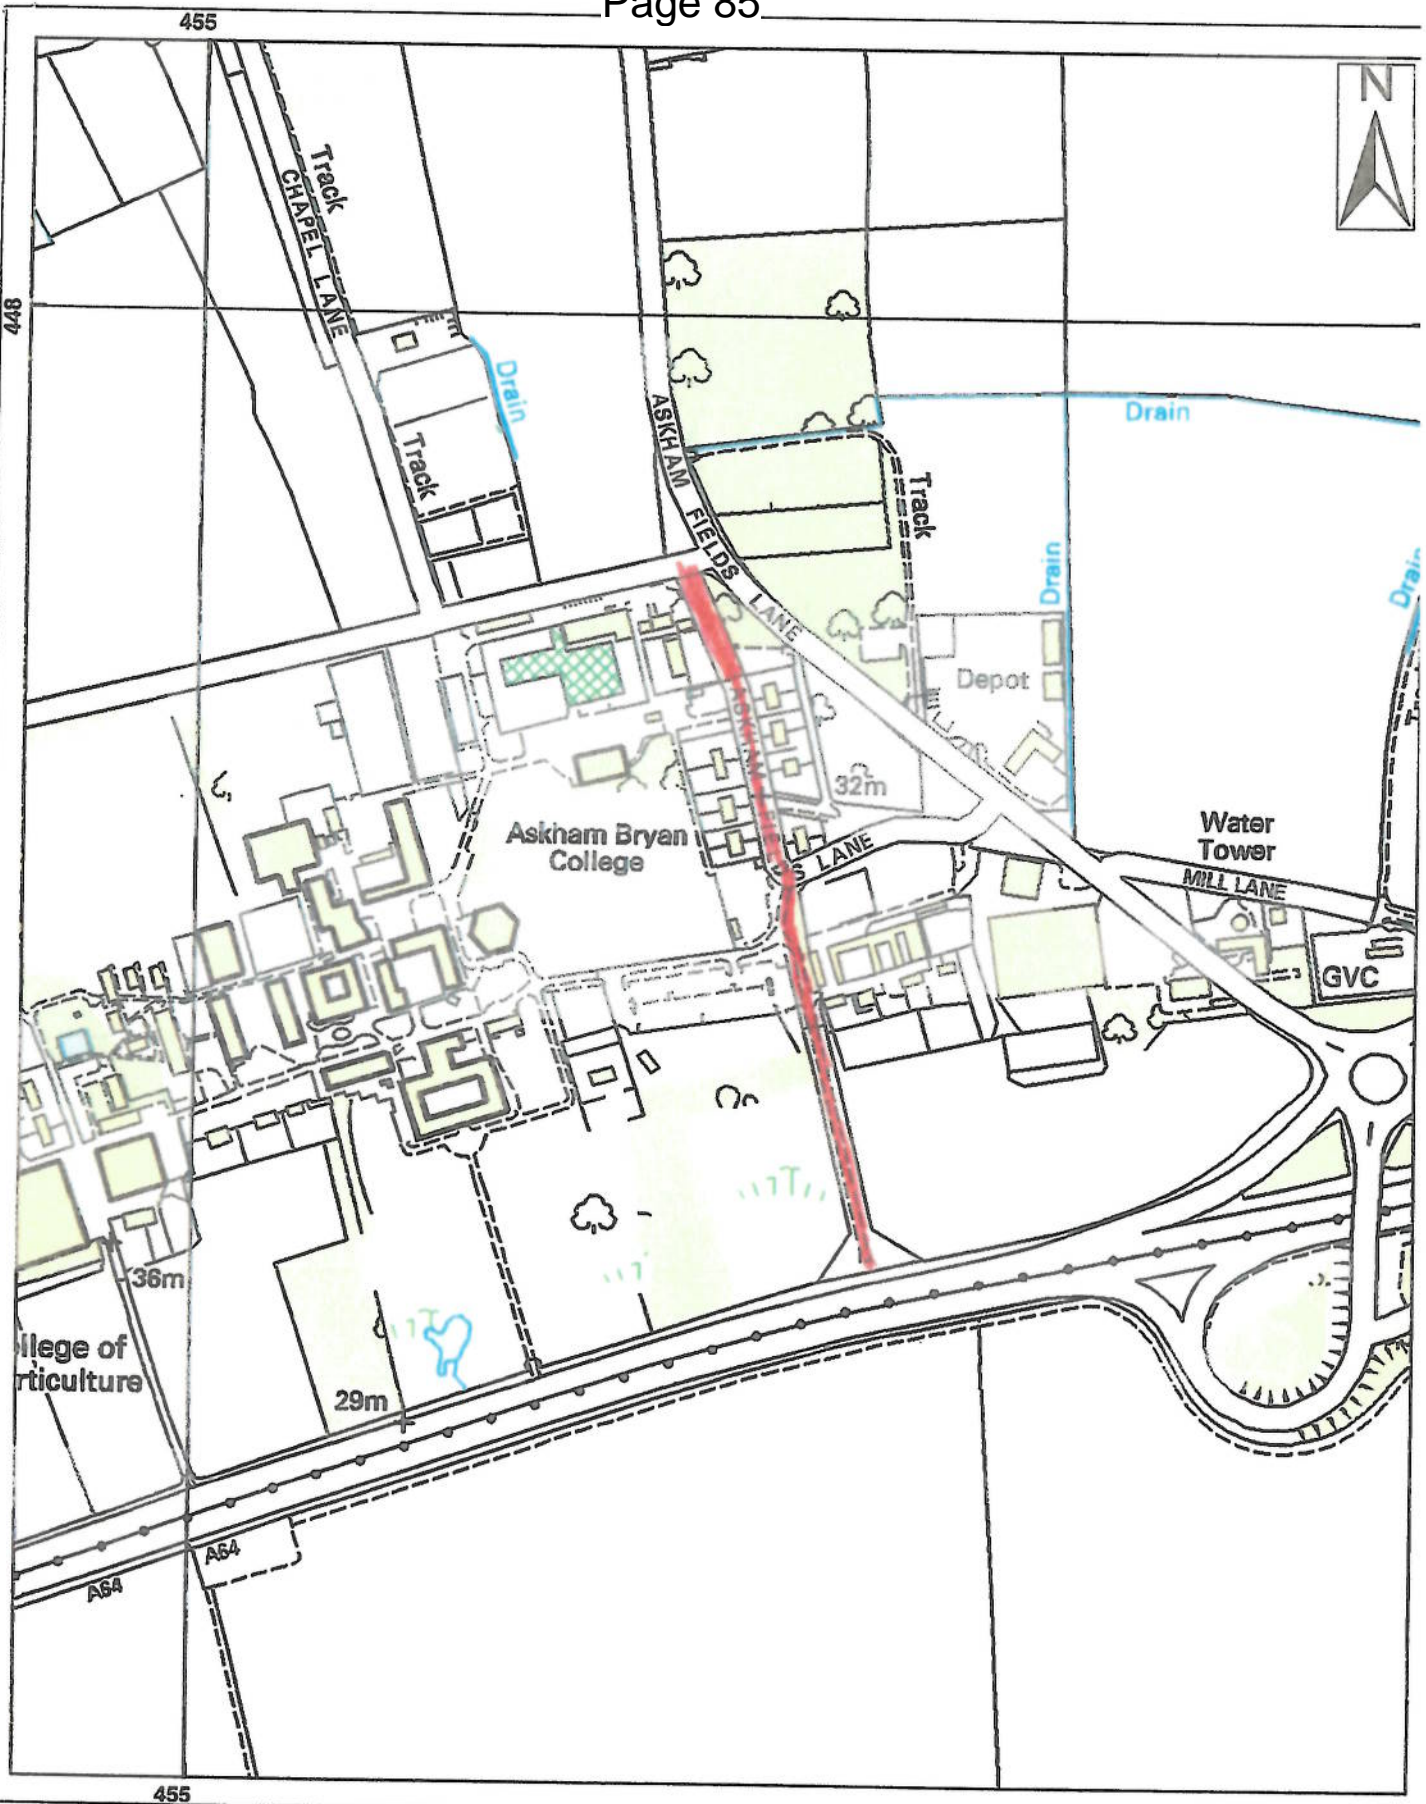 Page 85
455
N
Track
CHAPEL LANE
448
Drain
ASKHAM FIELDS LANE
Drain
Track
Track
Drain
Drain
Depot
32m
Askham Bryan
College
LANE
Water
Tower
MILL LANE
GVC
36m
llege of
rticulture
29m
A64
A64
455